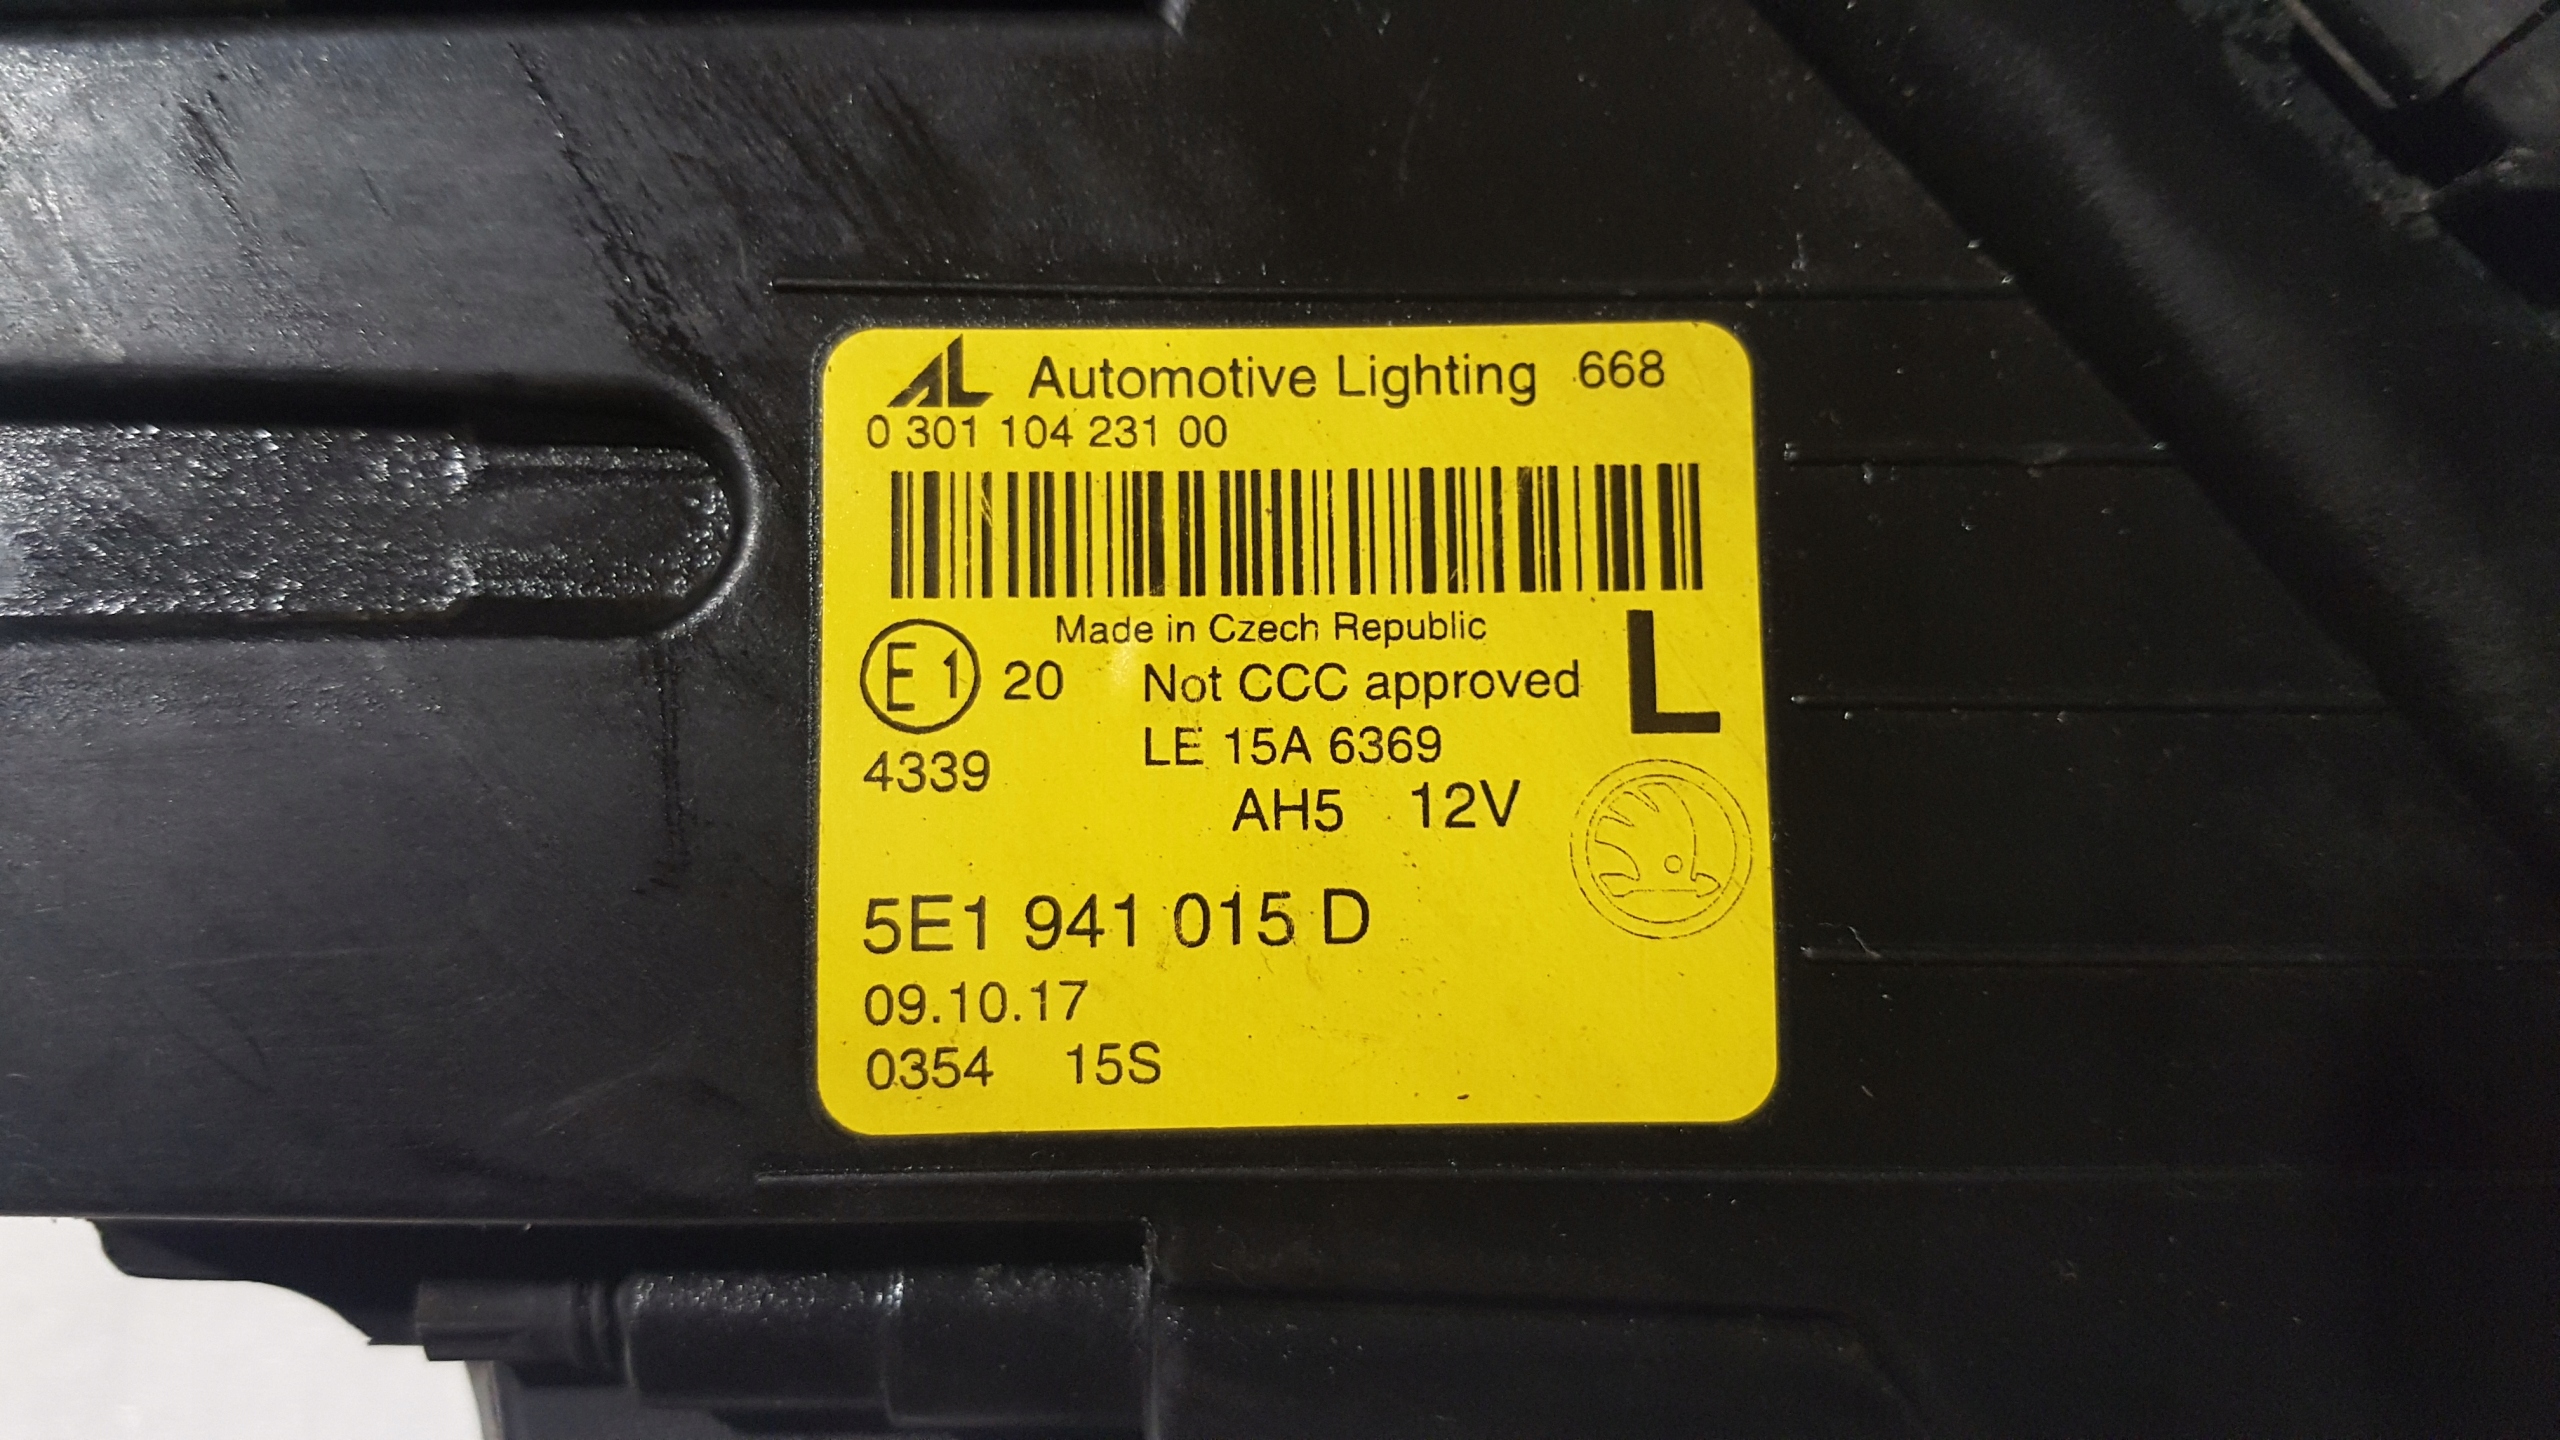 AL Automotive Lighting 668
0 301 104 231 00
Made in Czech Republic
E1 20 Not CCC approved L
LE 15A 6369
4339
AH5 12V
5E1 941 015 D
09.10.17
0354 15S